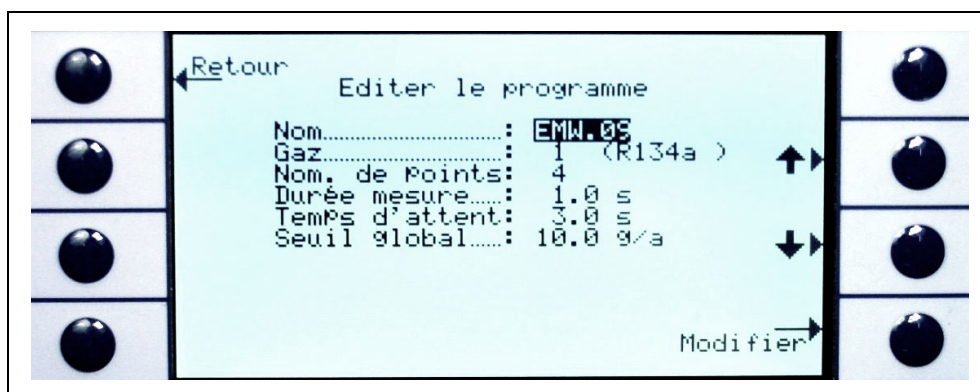 Retour
Editer le programme
Nom..........................: EMW.09
Gaz..........................: 1 (R134a )
Nom. de points: 4
Durée mesure.....: 1.0 s
Temps d'attent: 3.0 s
Seuil global.....: 10.0 g/a
Modifier